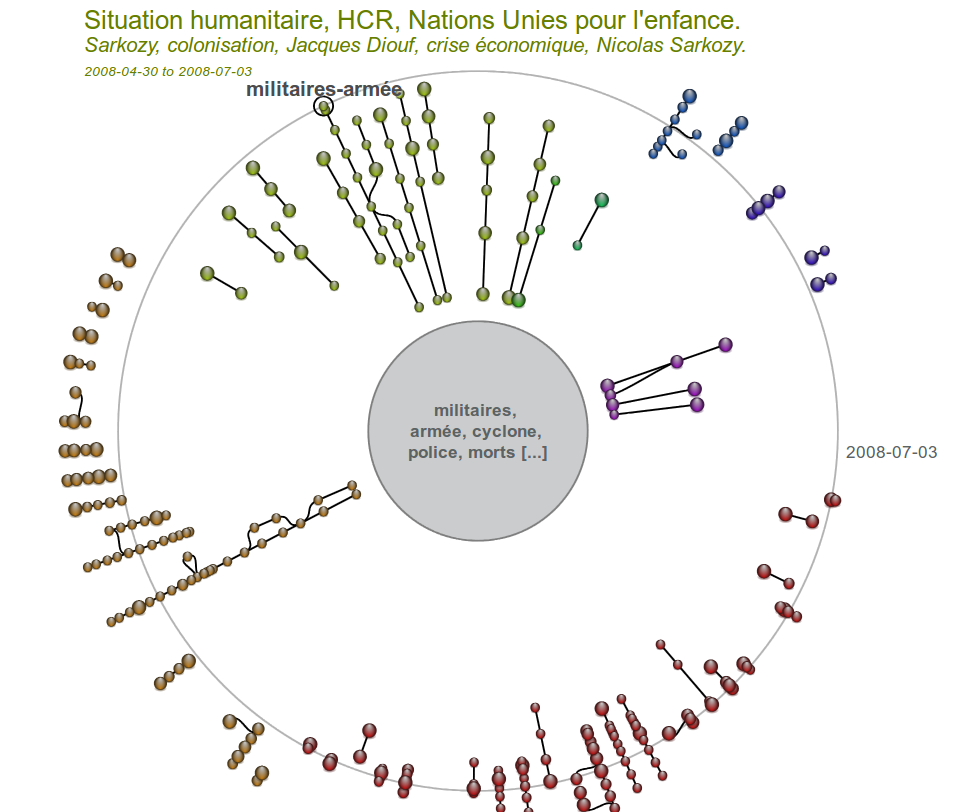 Situation humanitaire, HCR, Nations Unies pour l'enfance.
Sarkozy, colonisation, Jacques Diouf, crise économique, Nicolas Sarkozy.
2008-04-30 to 2008-07-03
militaires-armée
militaires,
armée, cyclone,
police, morts [...]
2008-07-03